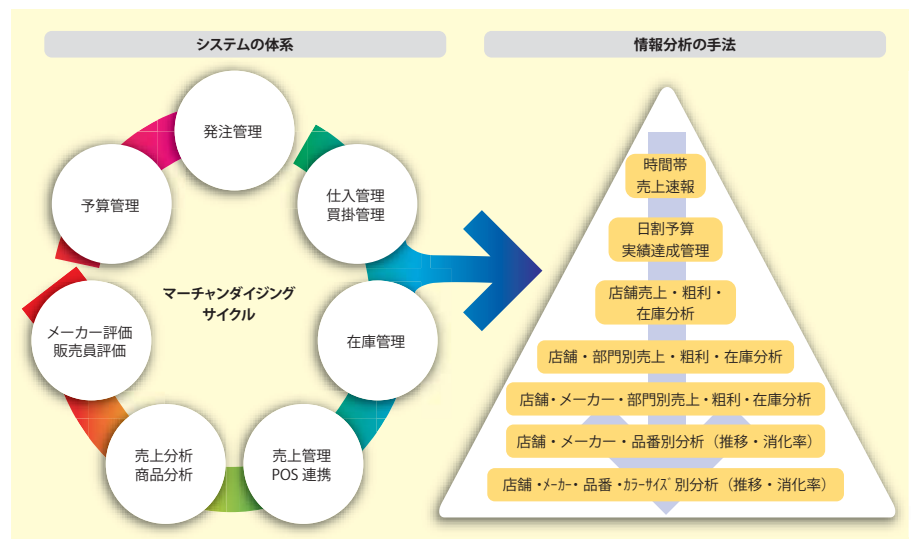 システムの体系
発注管理
仕入管理
買掛管理
在庫管理
売上管理
POS 連携
売上分析
商品分析
メーカー評価
販売員評価
予算管理
マーチャンダイジング
サイクル
情報分析の手法
時間帯
売上速報
日割予算
実績達成管理
店舗売上・粗利・
在庫分析
店舗・部門別売上・粗利・在庫分析
店舗・メーカー・部門別売上・粗利・在庫分析
店舗・メーカー・品番別分析（推移・消化率）
店舗・ﾒｰｶｰ・品番・ｶﾗｰｻｲｽﾞ別分析（推移・消化率）